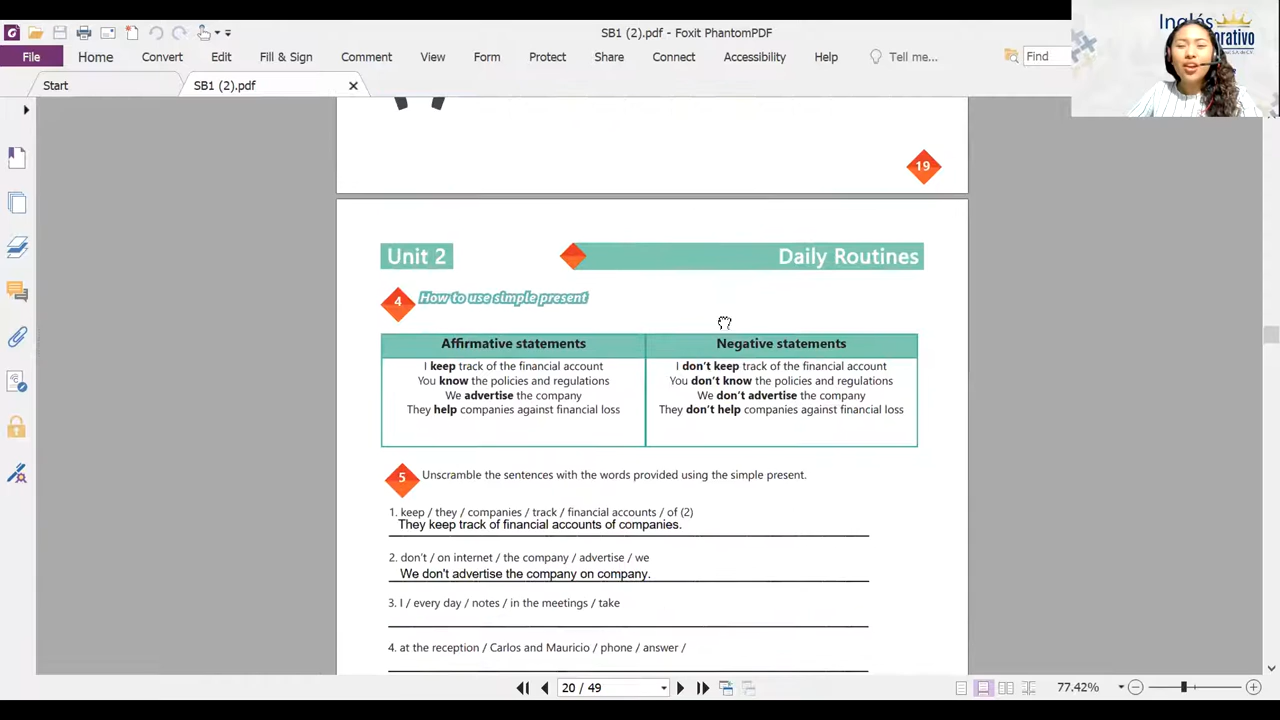 SB1 (2).pdf - Foxit PhantomPDF
Inglés
orativo
File Home Convert Edit Fill & Sign Comment View Form Protect Share Connect Accessibility Help Tell me... Find
Start SB1 (2).pdf
19
Unit 2 Daily Routines
4 How to use simple present
Affirmative statements Negative statements
I keep track of the financial account I don't keep track of the financial account
You know the policies and regulations You don't know the policies and regulations
We advertise the company We don't advertise the company
They help companies against financial loss They don't help companies against financial loss
5 Unscramble the sentences with the words provided using the simple present.
1. keep / they / companies / track / financial accounts / of (2)
They keep track of financial accounts of companies.
2. don't / on internet / the company / advertise / we
We don't advertise the company on company.
3. I / every day / notes / in the meetings / take
4. at the reception / Carlos and Mauricio / phone / answer /
20 / 49 77.42%